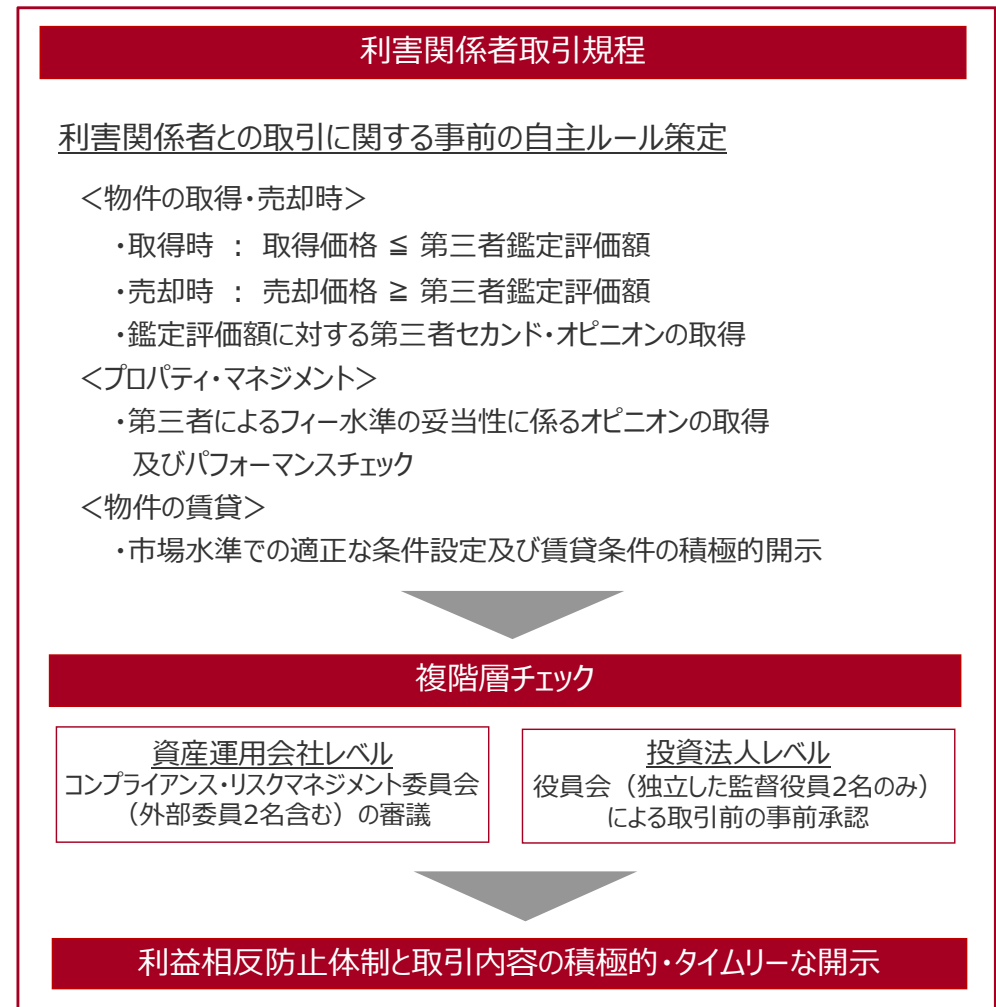 利害関係者取引規程
利害関係者との取引に関する事前の自主ルール策定
＜物件の取得・売却時＞
・取得時 ： 取得価格 ≦ 第三者鑑定評価額
・売却時 ： 売却価格 ≧ 第三者鑑定評価額
・鑑定評価額に対する第三者セカンド・オピニオンの取得
＜プロパティ・マネジメント＞
・第三者によるフィー水準の妥当性に係るオピニオンの取得
及びパフォーマンスチェック
＜物件の賃貸＞
・市場水準での適正な条件設定及び賃貸条件の積極的開示
複階層チェック
資産運用会社レベル
コンプライアンス・リスクマネジメント委員会
（外部委員2名含む）の審議
投資法人レベル
役員会（独立した監督役員2名のみ）
による取引前の事前承認
利益相反防止体制と取引内容の積極的・タイムリーな開示